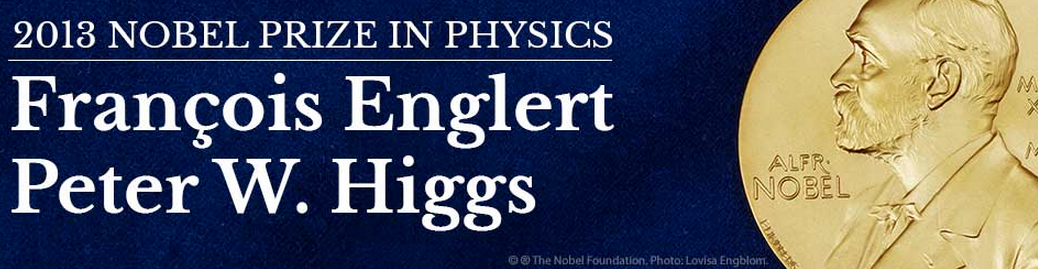 2013 NOBEL PRIZE IN PHYSICS
François Englert
Peter W. Higgs
ALFR·
NOBEL
© ® The Nobel Foundation. Photo: Lovisa Engblom.